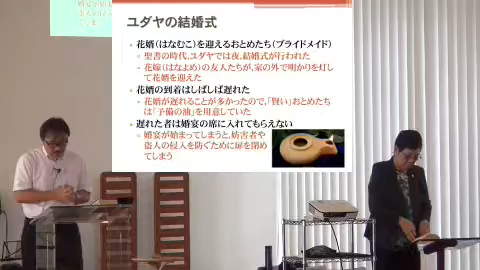 ユダヤの結婚式
• 花婿(はなむこ)を迎えるおとめたち(ブライドメイド)
• 聖書の時代、ユダヤでは夜、結婚式が行われた
• 花嫁(はなよめ)の友人たちが、家の外で明かりを灯し
て花婿を迎えた
• 花婿の到着はしばしば遅れた
• 花婿が遅れることが多かったので、「賢い」おとめたち
は「予備の油」を用意していた
• 遅れた者は婚宴の席に入れてもらえない
• 婚宴が始まってしまうと、妨害者や
盗人の侵入を防ぐために扉を閉め
てしまう